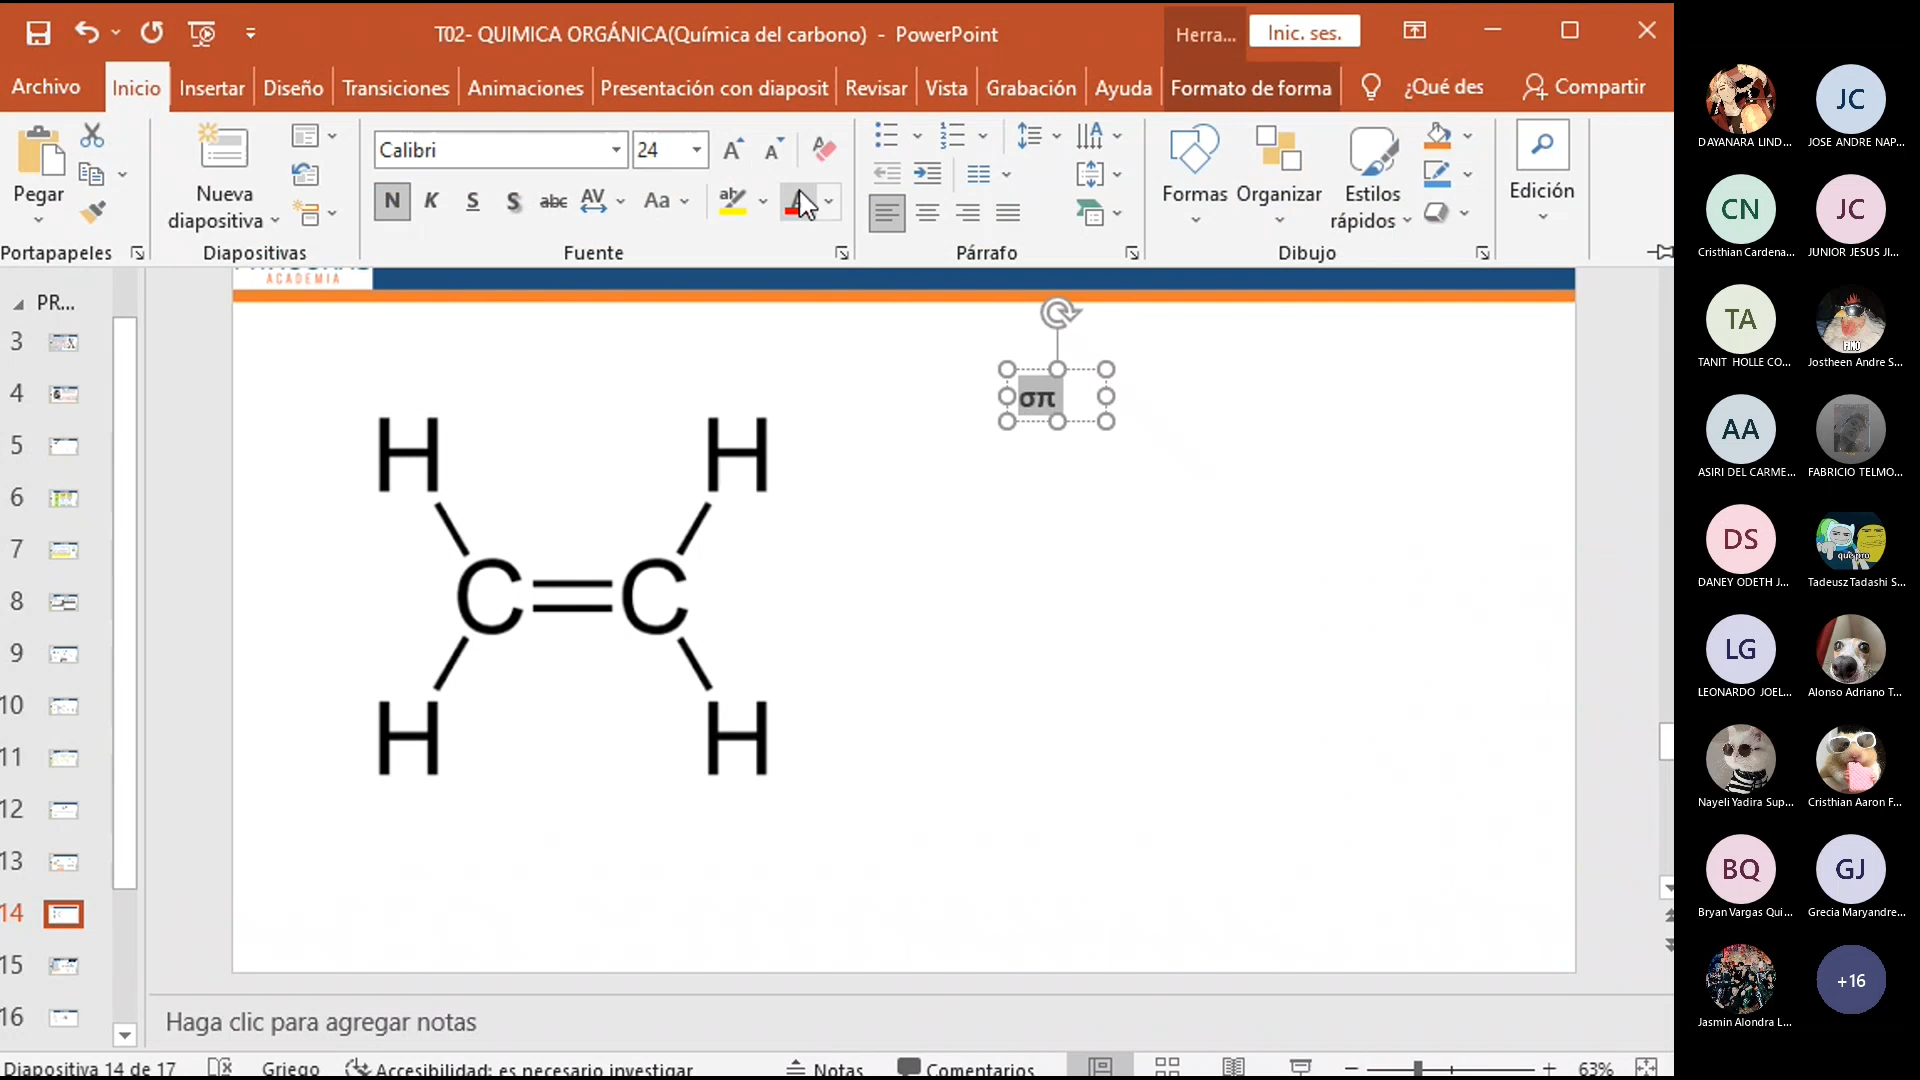 T02- QUIMICA ORGÁNICA(Química del carbono) - PowerPoint
Herra...
Inic. ses.
Archivo
Inicio
Insertar
Diseño
Transiciones
Animaciones
Presentación con diaposit
Revisar
Vista
Grabación
Ayuda
Formato de forma
¿Qué des
Compartir
Pegar
Nueva
diapositiva
Calibri
24
N K S S abc AV Aa
Formas
Organizar
Estilos
rápidos
Edición
Portapapeles
Diapositivas
Fuente
Párrafo
Dibujo
ACADEMIA
PR...
3
4
5
6
7
8
9
10
11
12
13
14
15
16
σπ
H H
C C
H H
Haga clic para agregar notas
Diapositiva 14 de 17
Griego
Accesibilidad: es necesario investigar
Notas
Comentarios
63%
DAYANARA LIND...
JC
JOSE ANDRE NAP...
CN
Cristhian Cardena...
JC
JUNIOR JESUS JI...
TA
TANIT HOLLE CO...
Jostheen Andre S...
AA
ASIRI DEL CARME...
FABRICIO TELMO...
DS
DANEY ODETH J...
Tadeusz Tadashi S...
LG
LEONARDO JOEL...
Alonso Adriano T...
Nayeli Yadira Sup...
Cristhian Aaron F...
BQ
Bryan Vargas Qui...
GJ
Grecia Maryandre...
Jasmin Alondra L...
+16